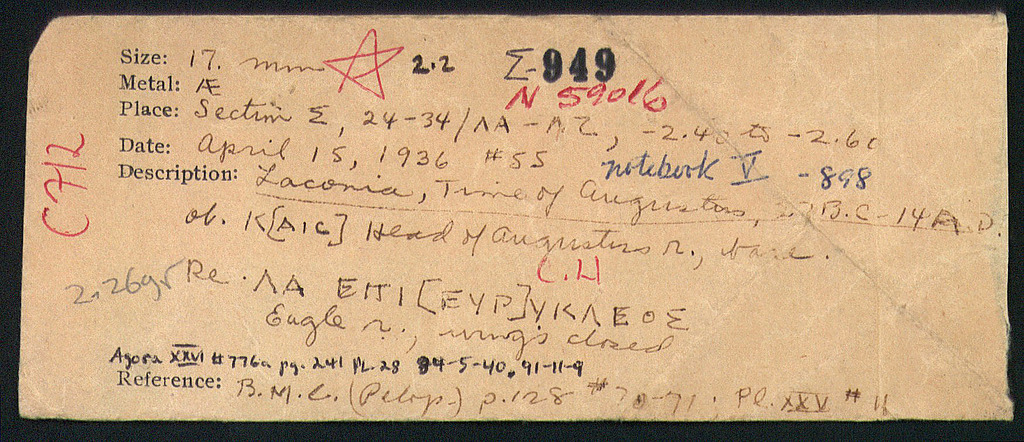 Size: 17. mm 2.2 Σ-949
Metal: Æ N 59016
Place: Section Σ, 24-34/ΛΑ-ΛΖ, -2.40 to -2.60
Date: April 15, 1936 #55 notebook V -898
Description: Laconia, Time of Augustus, 27 B.C-14 A.D.
C712
ob. Κ[ΑΙC] Head of Augustus r., bare.
C.H
2.26gr Re. ΛΑ ΕΠΙ [ΕΥΡ]ΥΚΛΕΟΣ
Eagle r., wings closed
Agora XXVI #776a pg. 241 Pl. 28 84-5-40, 91-11-9
Reference: B.M.C. (Pelop.) p.128 # 70-71; Pl. XXV # 11